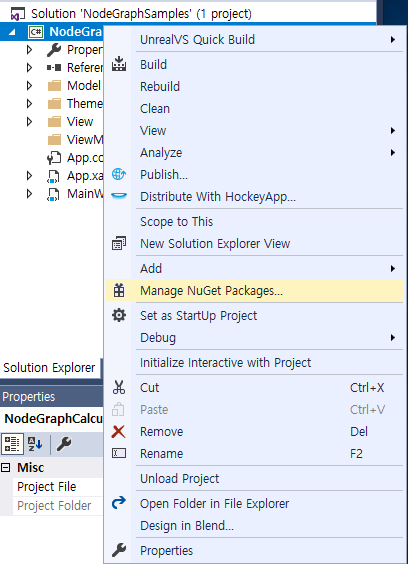 Solution 'NodeGraphSamples' (1 project)
C# NodeGra
Proper
Referer
Model
Theme
View
ViewM
App.co
App.xa
MainW
UnrealVS Quick Build
Build
Rebuild
Clean
View
Analyze
Publish...
Distribute With HockeyApp...
Scope to This
New Solution Explorer View
Add
Manage NuGet Packages...
Set as StartUp Project
Debug
Initialize Interactive with Project
Cut Ctrl+X
Paste Ctrl+V
Remove Del
Rename F2
Unload Project
Open Folder in File Explorer
Design in Blend...
Properties
Solution Explorer
Properties
NodeGraphCalcu
Misc
Project File
Project Folder